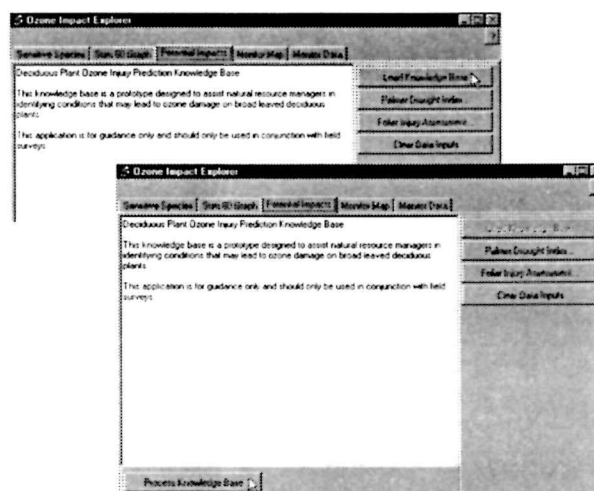 Ozone Impact Explorer
Sensitive Species | Sum 60 Graph | Potential Impacts | Monitor Map | Monitor Data
Deciduous Plant Ozone Injury Prediction Knowledge Base
This knowledge base is a prototype designed to assist natural resource managers in
identifying conditions that may lead to ozone damage on broad leaved deciduous
plants
This application is for guidance only and should only be used in conjunction with field
surveys
Load Knowledge Base
Palmer Drought Index...
Foliar Injury Assessment...
Clear Data Inputs
Ozone Impact Explorer
Sensitive Species | Sum 60 Graph | Potential Impacts | Monitor Map | Monitor Data
Deciduous Plant Ozone Injury Prediction Knowledge Base
This knowledge base is a prototype designed to assist natural resource managers in
identifying conditions that may lead to ozone damage on broad leaved deciduous
plants
This application is for guidance only and should only be used in conjunction with field
surveys
Load Knowledge Base
Palmer Drought Index...
Foliar Injury Assessment...
Clear Data Inputs
Process Knowledge Base